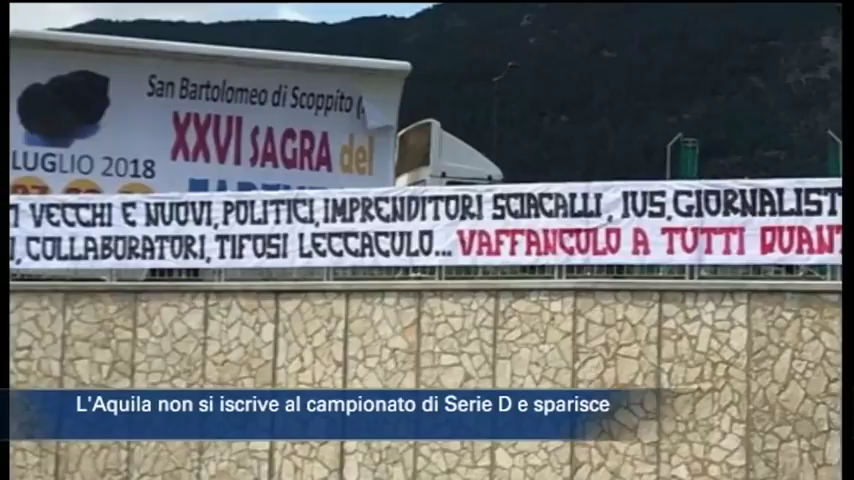 San Bartolomeo di Scoppito (
XXVI SAGRA del
LUGLIO 2018
VECCHI E NUOVI, POLITICI, IMPRENDITORI SCIACALLI, IUS, GIORNALIST
, COLLABORATORI, TIFOSI LECCACULO... VAFFANCULO A TUTTI QUANT
L'Aquila non si iscrive al campionato di Serie D e sparisce